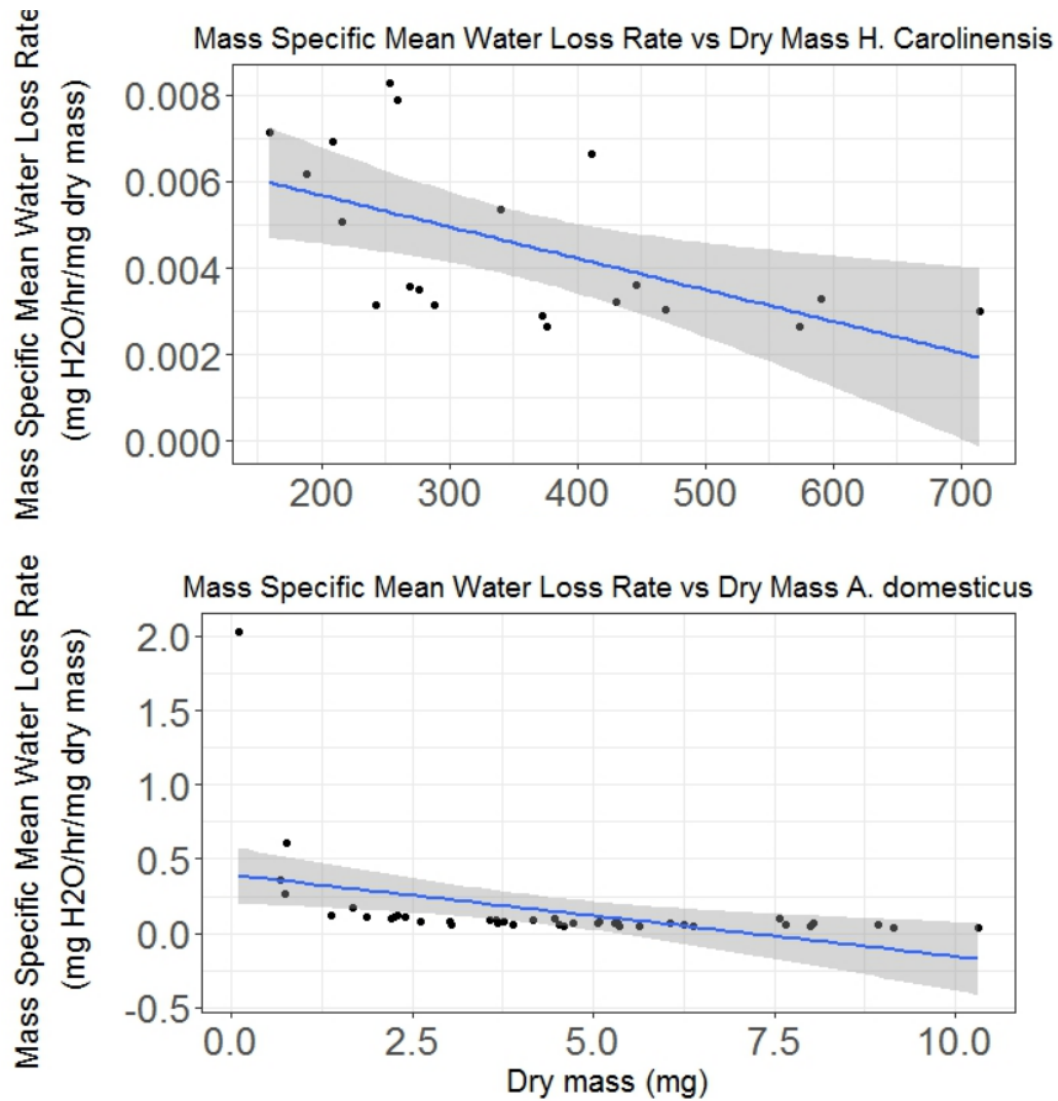 Mass Specific Mean Water Loss Rate vs Dry Mass H. Carolinensis
Mass Specific Mean Water Loss Rate
(mg H2O/hr/mg dry mass)
0.008
0.006
0.004
0.002
0.000
200 300 400 500 600 700
Mass Specific Mean Water Loss Rate vs Dry Mass A. domesticus
Mass Specific Mean Water Loss Rate
(mg H2O/hr/mg dry mass)
2.0
1.5
1.0
0.5
0.0
-0.5
0.0 2.5 5.0 7.5 10.0
Dry mass (mg)